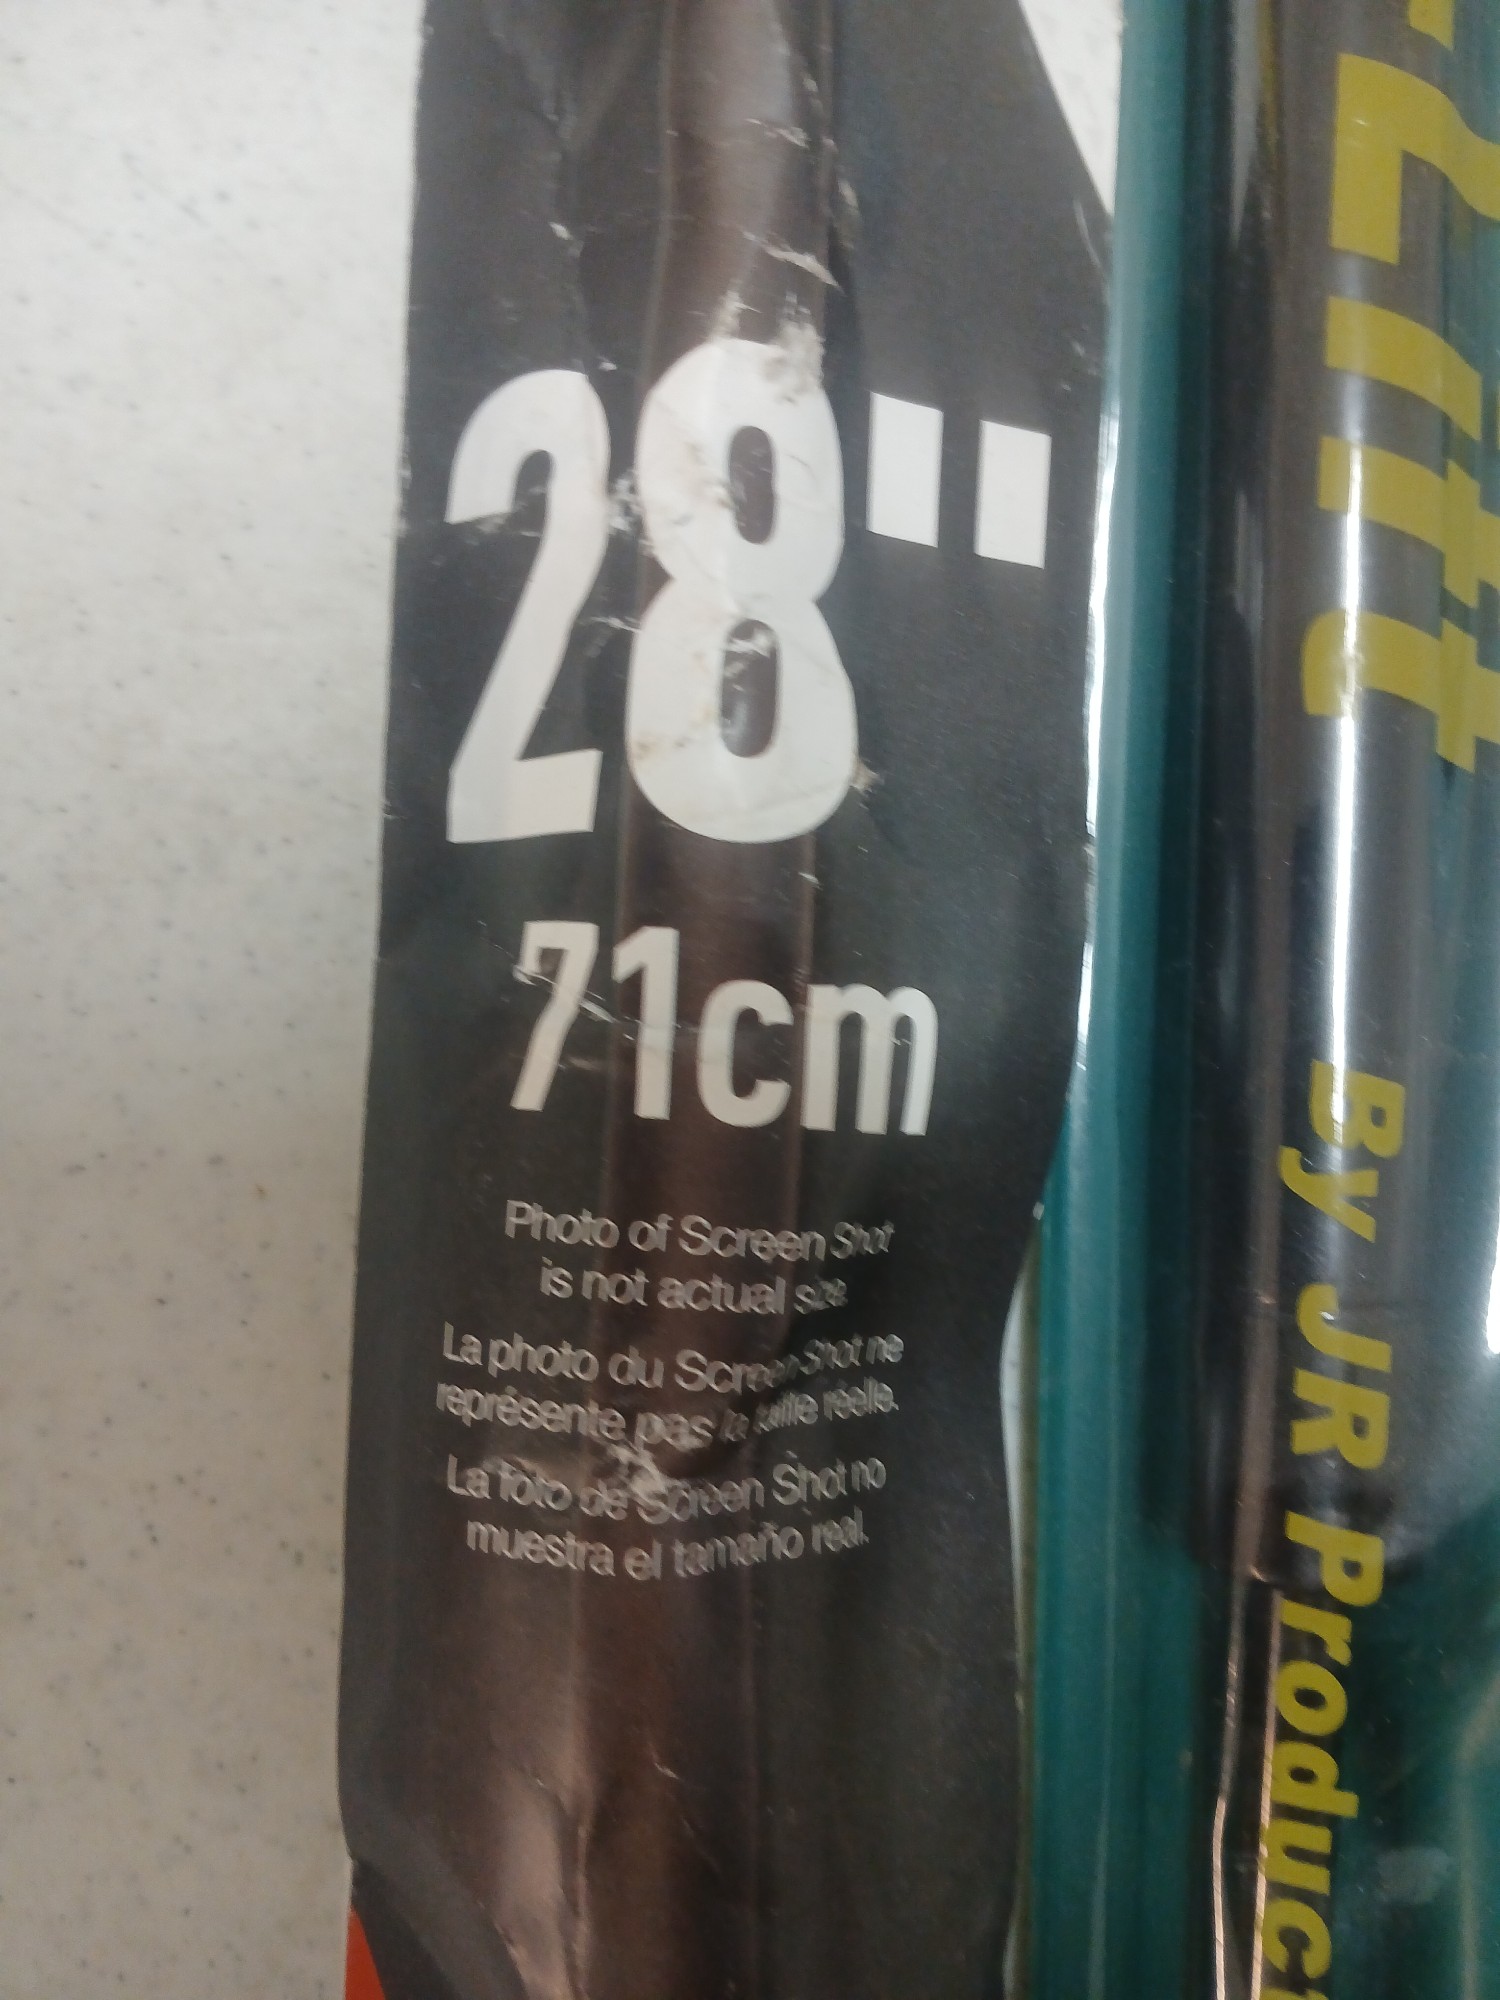 28"
71cm
Photo of Screen Shot
is not actual size.
La photo du Screen Shot ne
représente pas la taille réelle.
La foto de Screen Shot no
muestra el tamaño real.
By JR Product